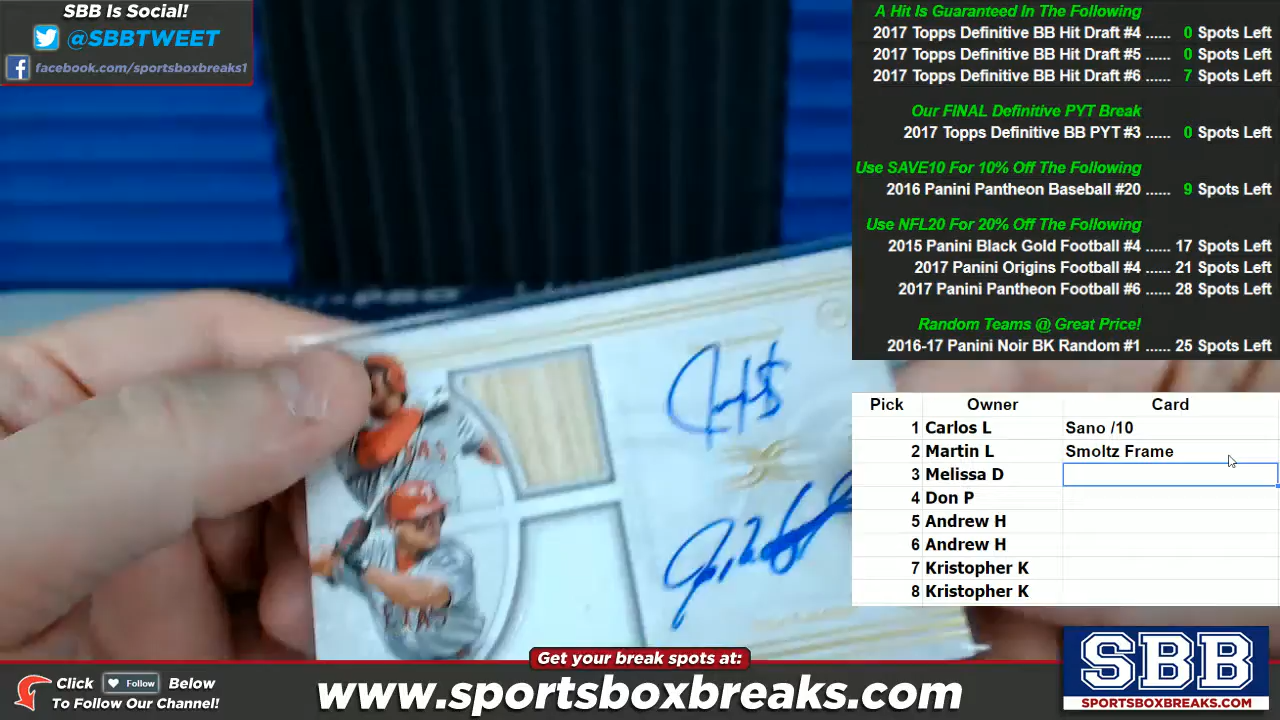 SBB Is Social!
@SBBTWEET
facebook.com/sportsboxbreaks1
A Hit Is Guaranteed In The Following
2017 Topps Definitive BB Hit Draft #4 ...... 0 Spots Left
2017 Topps Definitive BB Hit Draft #5 ...... 0 Spots Left
2017 Topps Definitive BB Hit Draft #6 ...... 7 Spots Left
Our FINAL Definitive PYT Break
2017 Topps Definitive BB PYT #3 ...... 0 Spots Left
Use SAVE10 For 10% Off The Following
2016 Panini Pantheon Baseball #20 ...... 9 Spots Left
Use NFL20 For 20% Off The Following
2015 Panini Black Gold Football #4 ...... 17 Spots Left
2017 Panini Origins Football #4 ...... 21 Spots Left
2017 Panini Pantheon Football #6 ...... 28 Spots Left
Random Teams @ Great Price!
2016-17 Panini Noir BK Random #1 ...... 25 Spots Left
Pick Owner Card
1 Carlos L Sano /10
2 Martin L Smoltz Frame
3 Melissa D
4 Don P
5 Andrew H
6 Andrew H
7 Kristopher K
8 Kristopher K
Get your break spots at:
Click Follow Below
To Follow Our Channel!
www.sportsboxbreaks.com
SBB
SPORTSBOXBREAKS.COM